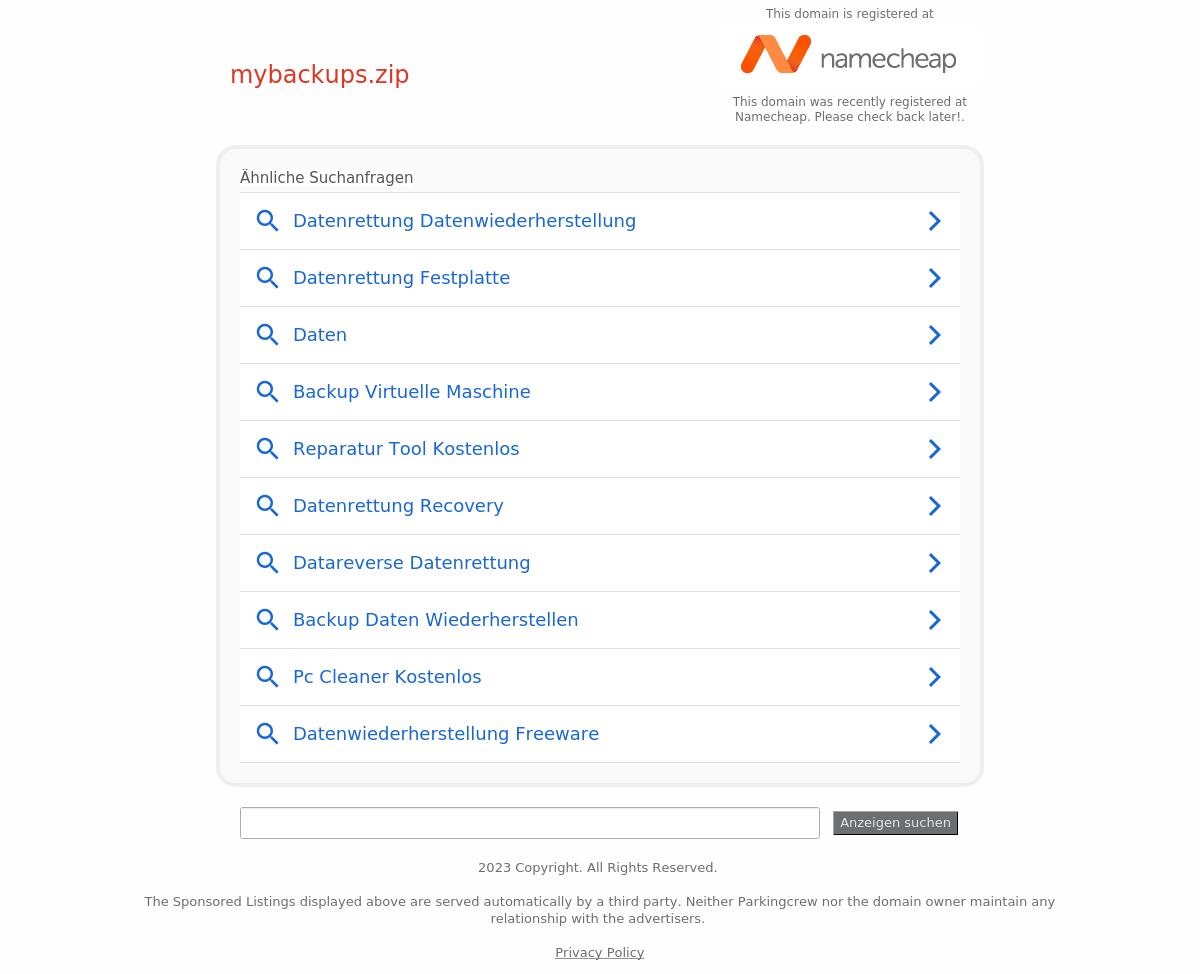 This domain is registered at
namecheap
mybackups.zip
This domain was recently registered at
Namecheap. Please check back later!.
Ähnliche Suchanfragen
Datenrettung Datenwiederherstellung
Datenrettung Festplatte
Daten
Backup Virtuelle Maschine
Reparatur Tool Kostenlos
Datenrettung Recovery
Datareverse Datenrettung
Backup Daten Wiederherstellen
Pc Cleaner Kostenlos
Datenwiederherstellung Freeware
Anzeigen suchen
2023 Copyright. All Rights Reserved.
The Sponsored Listings displayed above are served automatically by a third party. Neither Parkingcrew nor the domain owner maintain any
relationship with the advertisers.
Privacy Policy